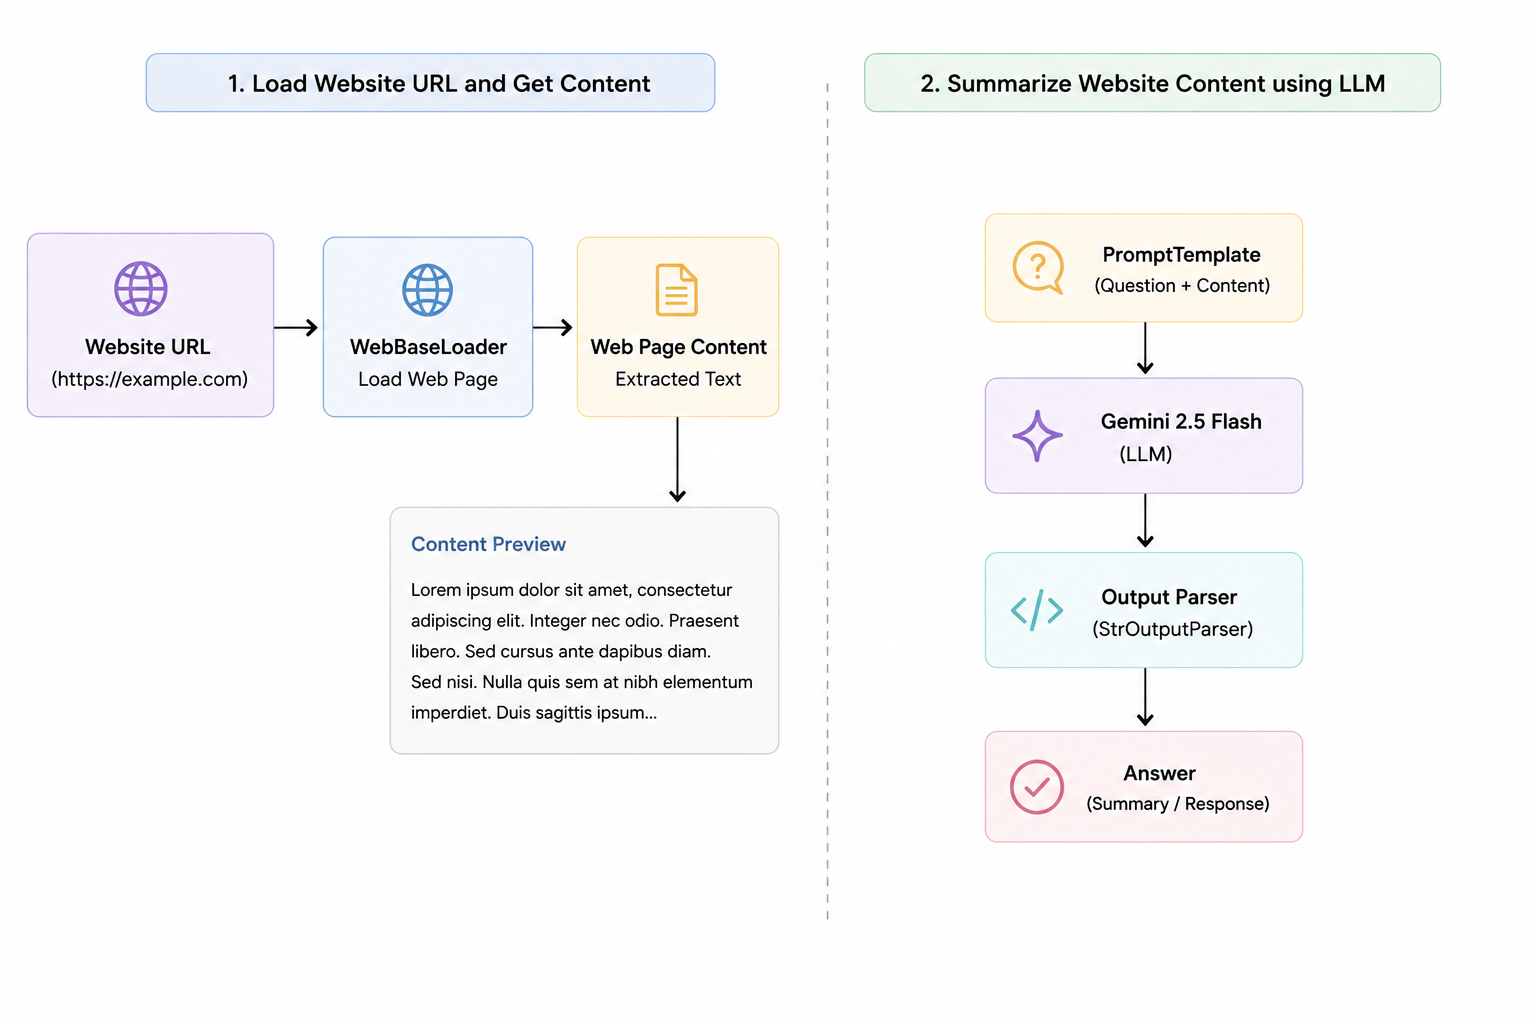 1. Load Website URL and Get Content
Website URL
(https://example.com)
WebBaseLoader
Load Web Page
Web Page Content
Extracted Text
Content Preview
Lorem ipsum dolor sit amet, consectetur
adipiscing elit. Integer nec odio. Praesent
libero. Sed cursus ante dapibus diam.
Sed nisi. Nulla quis sem at nibh elementum
imperdiet. Duis sagittis ipsum...
2. Summarize Website Content using LLM
PromptTemplate
(Question + Content)
Gemini 2.5 Flash
(LLM)
Output Parser
(StrOutputParser)
Answer
(Summary / Response)